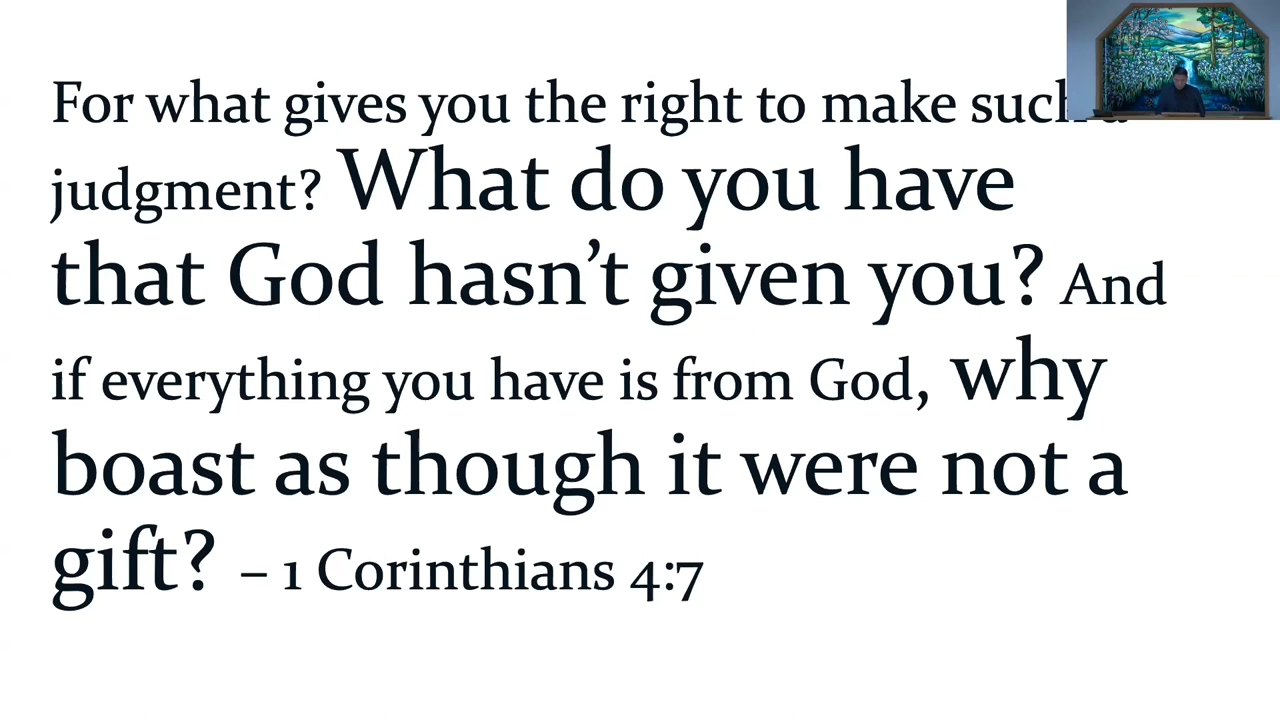 For what gives you the right to make such a
judgment? What do you have
that God hasn't given you? And
if everything you have is from God, why
boast as though it were not a
gift? – 1 Corinthians 4:7